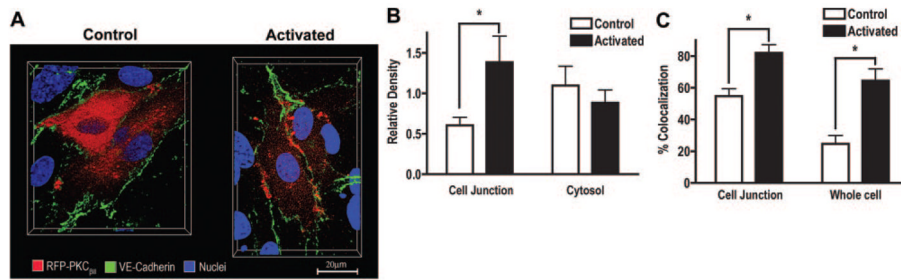 A
Control
Activated
RFP-PKCβII
VE-Cadherin
Nuclei
20μm
B
*
Control
Activated
Relative Density
1.5
1.0
0.5
0.0
Cell Junction
Cytosol
C
Control
Activated
*
*
% Colocalization
80
60
40
20
0
Cell Junction
Whole cell